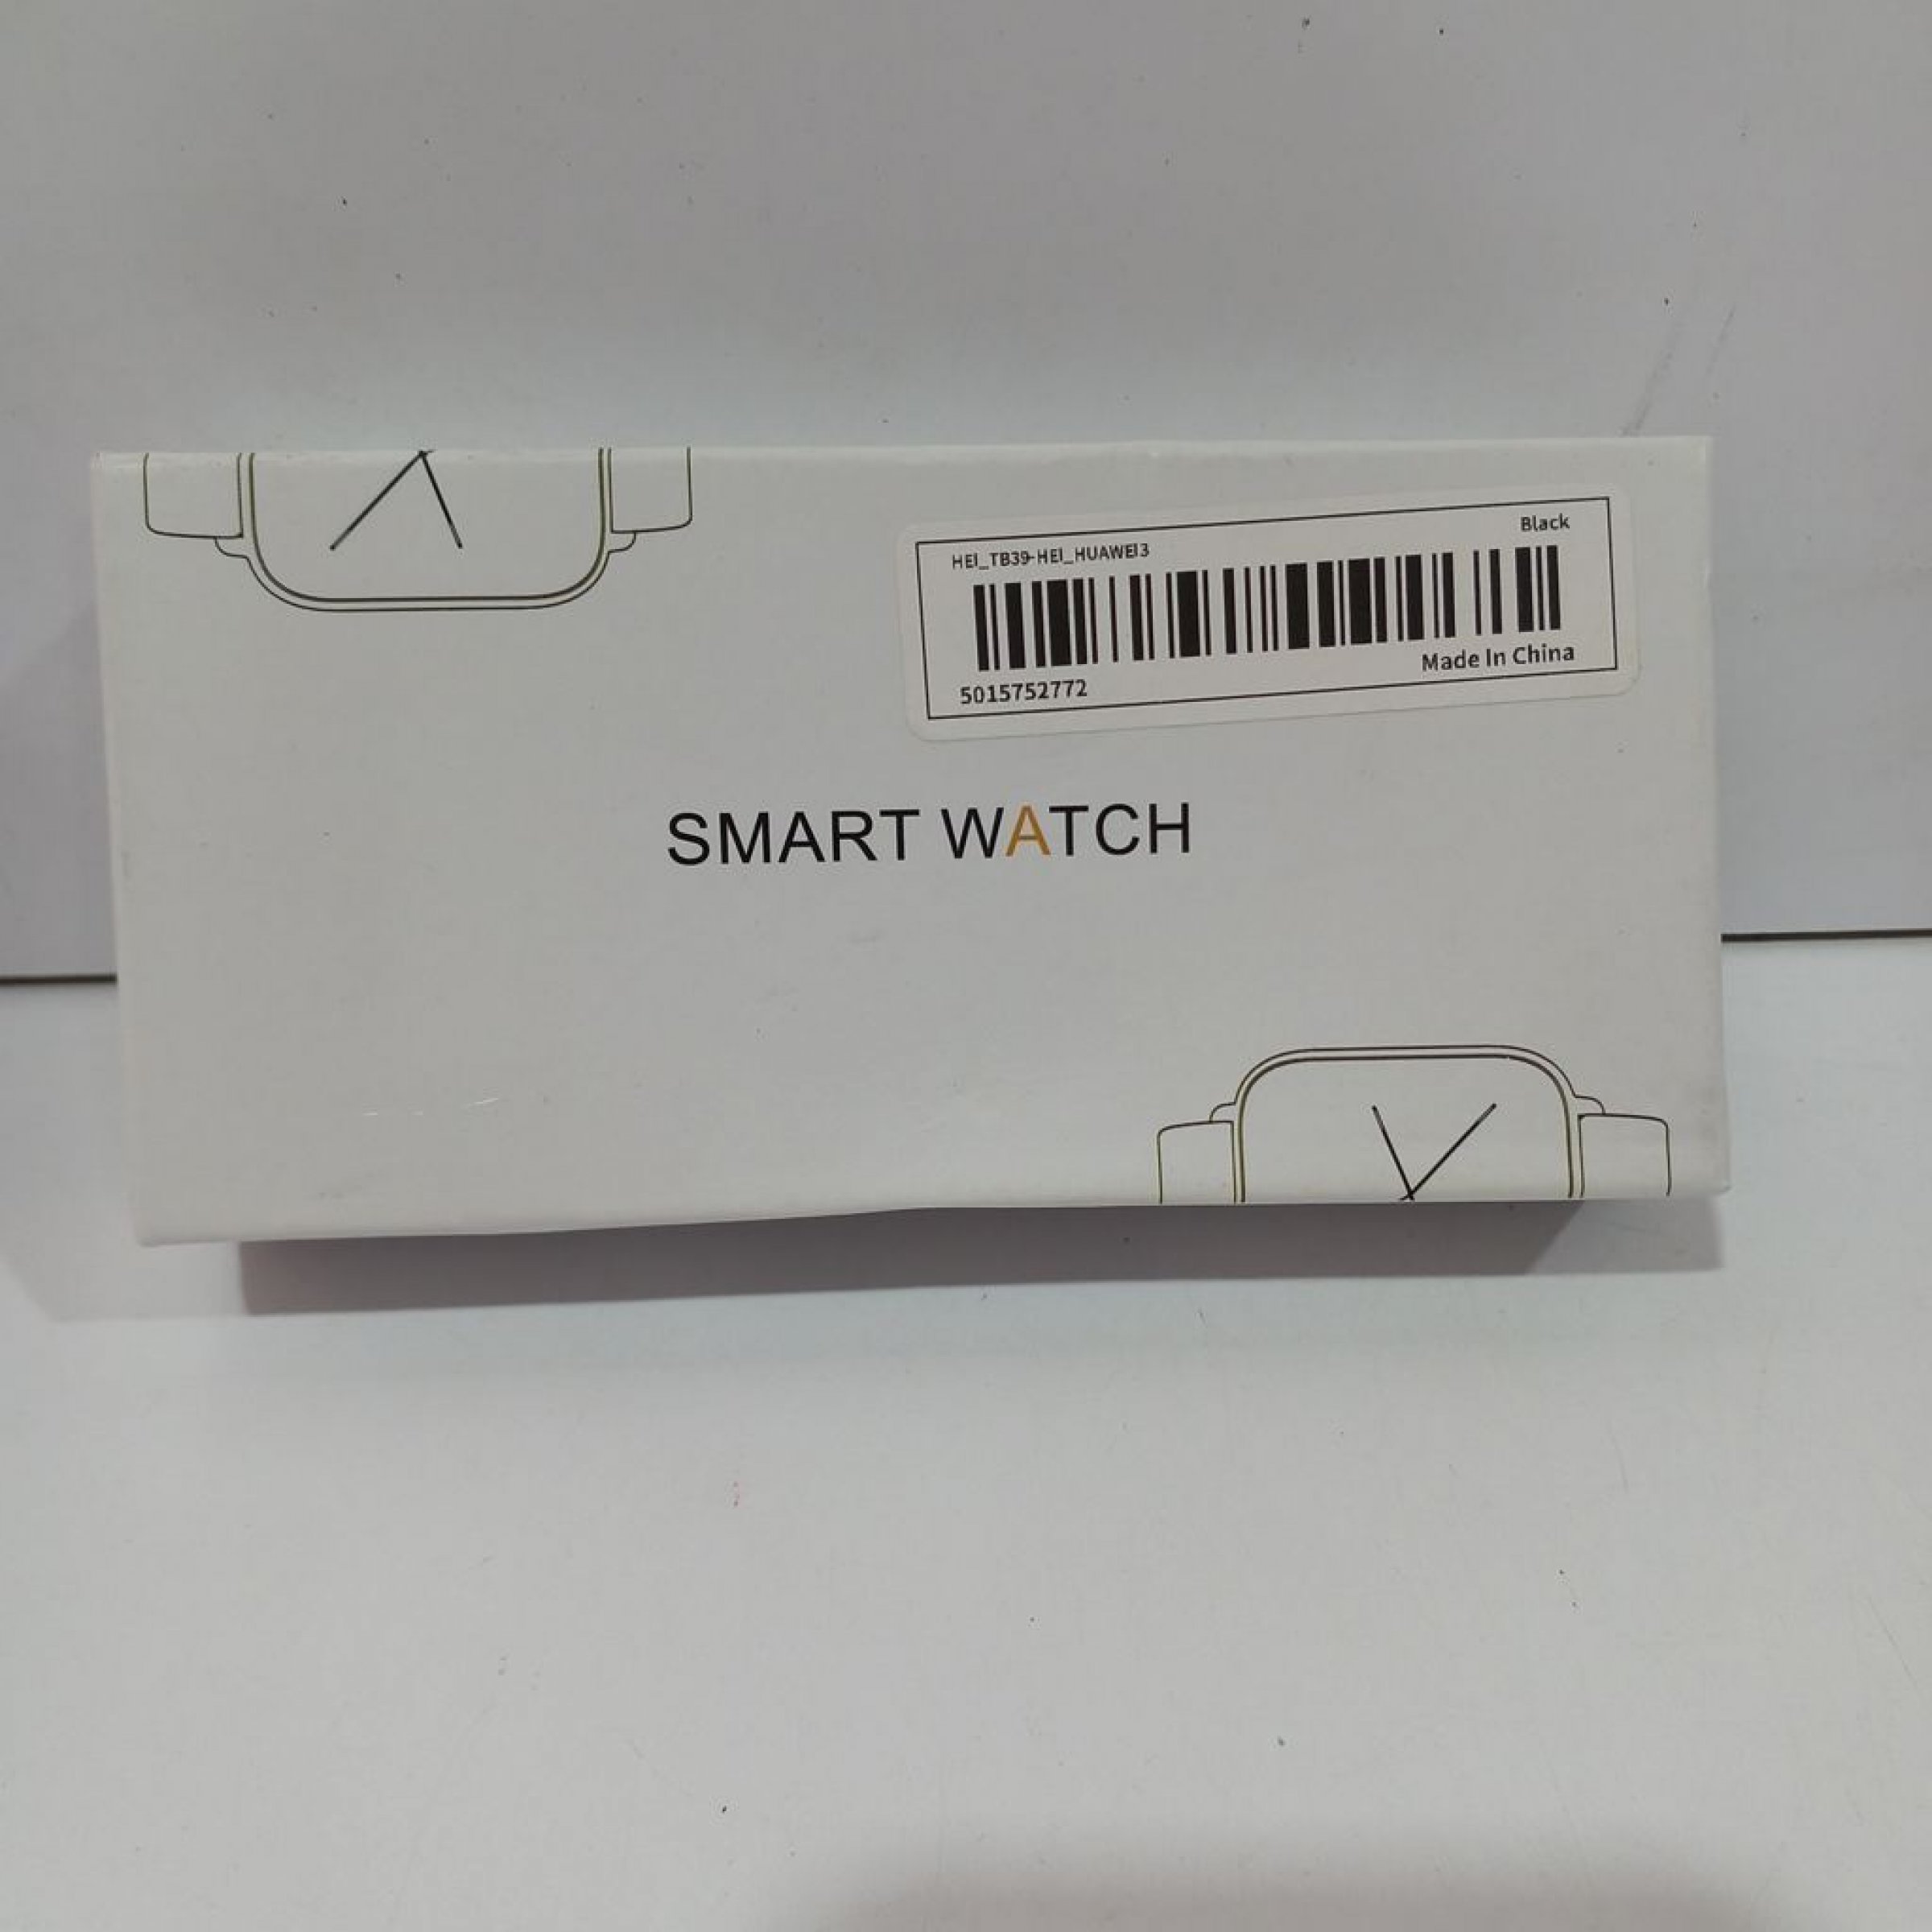 Black
HEI_TB39-HEI_HUAWEI3
Made In China
5015752772
SMART WATCH